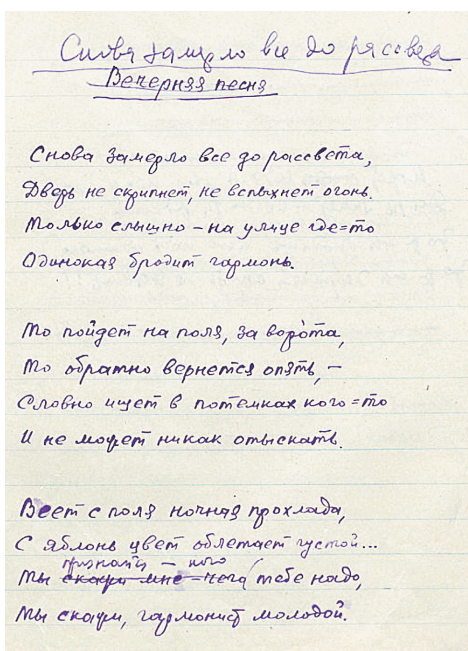 Снова замерло все до рассвета
Вечерняя песня
Снова замерло все до рассвета,
Дверь не скрипнет, не вспыхнет огонь.
Только слышно – на улице где=то
Одинокая бродит гармонь.
То пойдет на поля, за ворота,
То обратно вернется опять, –
Словно ищет в потемках кого=то
И не может никак отыскать.
Веет с поля ночная прохлада,
С яблонь цвет облетает густой...
признайся – кого
Ты скажи мне – чего тебе надо,
Ты скажи, гармонист молодой.